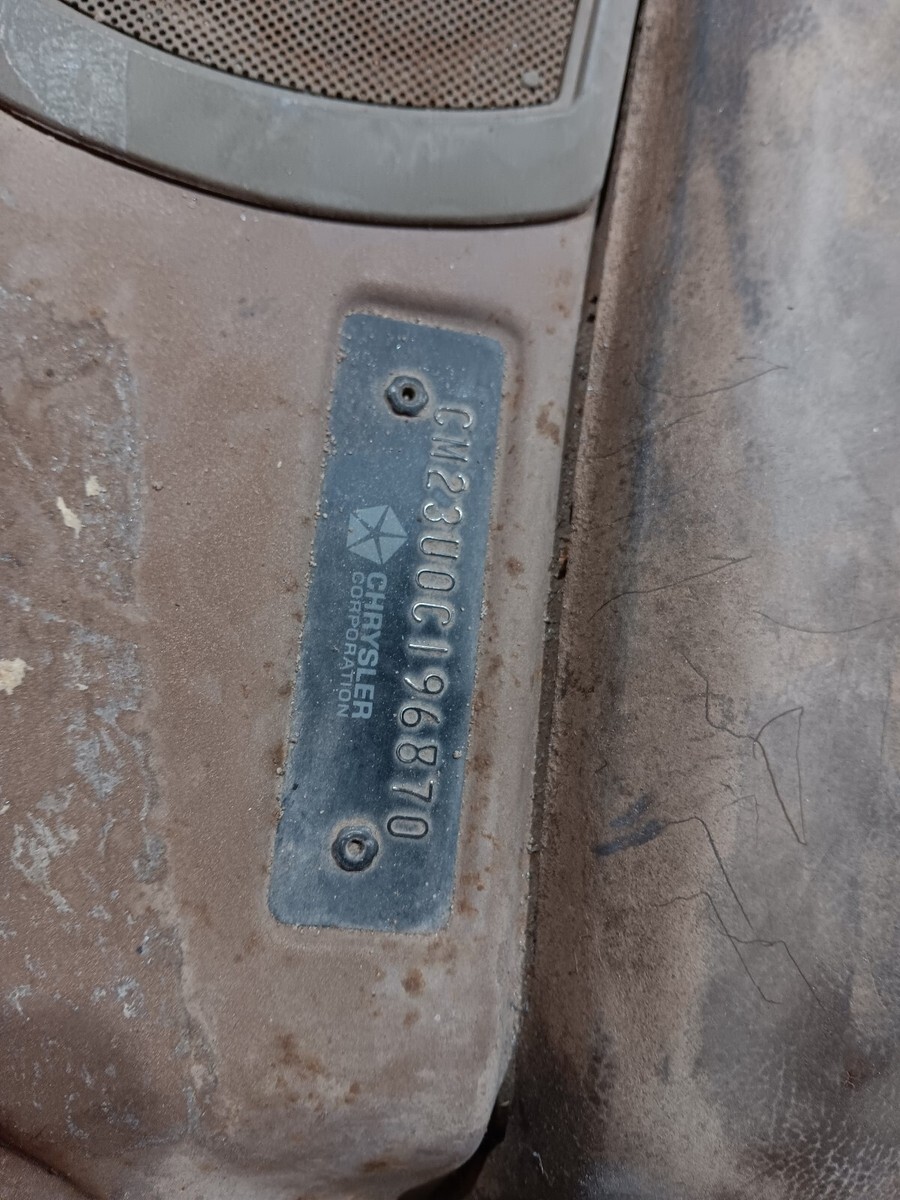 CM23U0C196870
CHRYSLER
CORPORATION